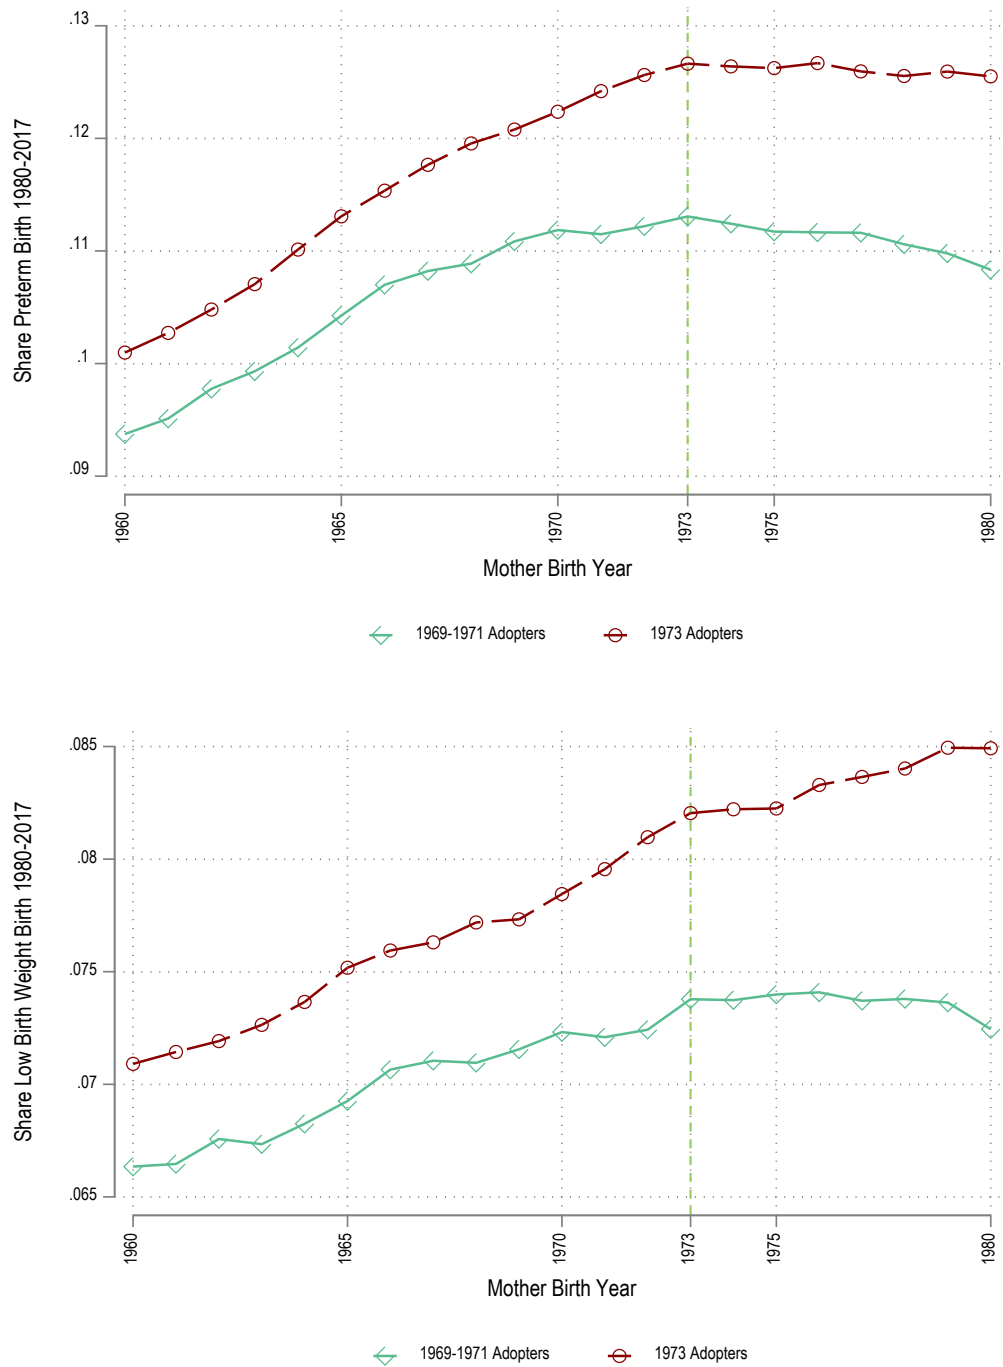 Share Preterm Birth 1980-2017
.13
.12
.11
.1
.09
1960
1965
1970
1973
1975
1980
Mother Birth Year
1969-1971 Adopters
1973 Adopters
Share Low Birth Weight Birth 1980-2017
.085
.08
.075
.07
.065
1960
1965
1970
1973
1975
1980
Mother Birth Year
1969-1971 Adopters
1973 Adopters